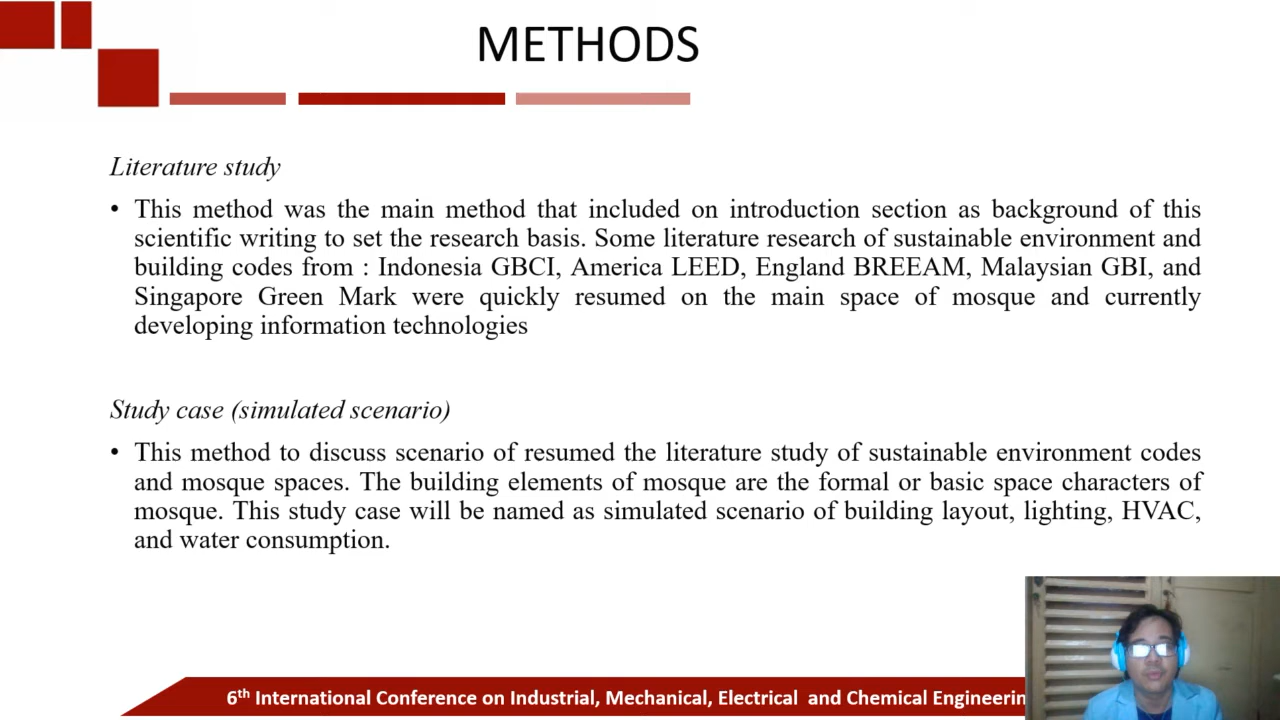 METHODS
Literature study
• This method was the main method that included on introduction section as background of this
scientific writing to set the research basis. Some literature research of sustainable environment and
building codes from : Indonesia GBCI, America LEED, England BREEAM, Malaysian GBI, and
Singapore Green Mark were quickly resumed on the main space of mosque and currently
developing information technologies
Study case (simulated scenario)
• This method to discuss scenario of resumed the literature study of sustainable environment codes
and mosque spaces. The building elements of mosque are the formal or basic space characters of
mosque. This study case will be named as simulated scenario of building layout, lighting, HVAC,
and water consumption.
6th International Conference on Industrial, Mechanical, Electrical and Chemical Engineerin